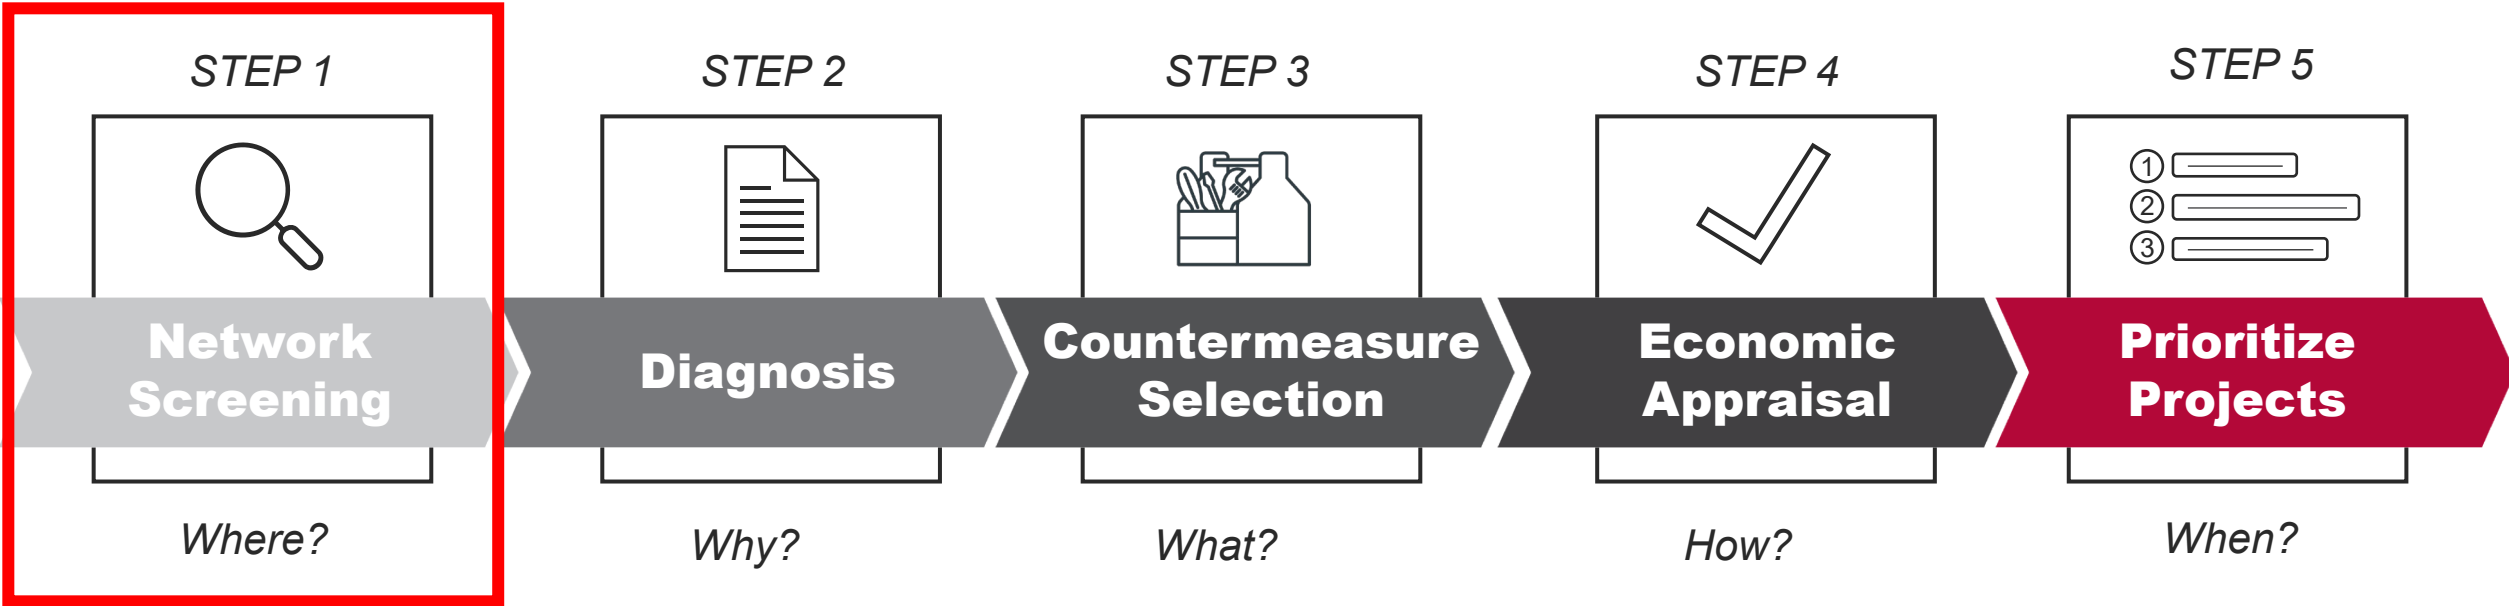 STEP 1
STEP 2
STEP 3
STEP 4
STEP 5
1
2
3
Network
Screening
Diagnosis
Countermeasure
Selection
Economic
Appraisal
Prioritize
Projects
Where?
Why?
What?
How?
When?